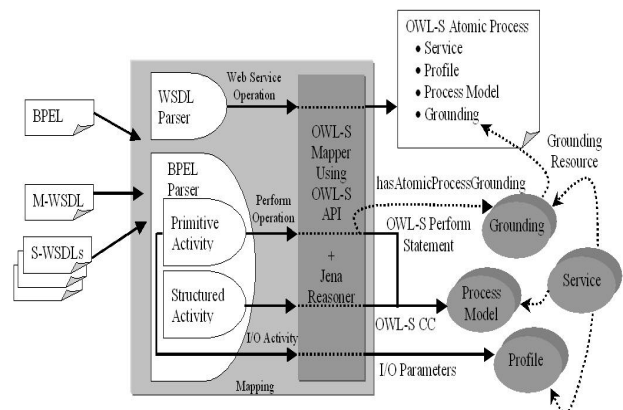 BPEL
M-WSDL
S-WSDLs
WSDL
Parser
BPEL
Parser
Primitive
Activity
Structured
Activity
Web Service
Operation
Perform
Operation
I/O Activity
Mapping
OWL-S
Mapper
Using
OWL-S
API
+
Jena
Reasoner
OWL-S Atomic Process
• Service
• Profile
• Process Model
• Grounding
Grounding
Resource
hasAtomicProcessGrounding
OWL-S Perform
Statement
Grounding
Service
Process
Model
OWL-S CC
Profile
I/O Parameters